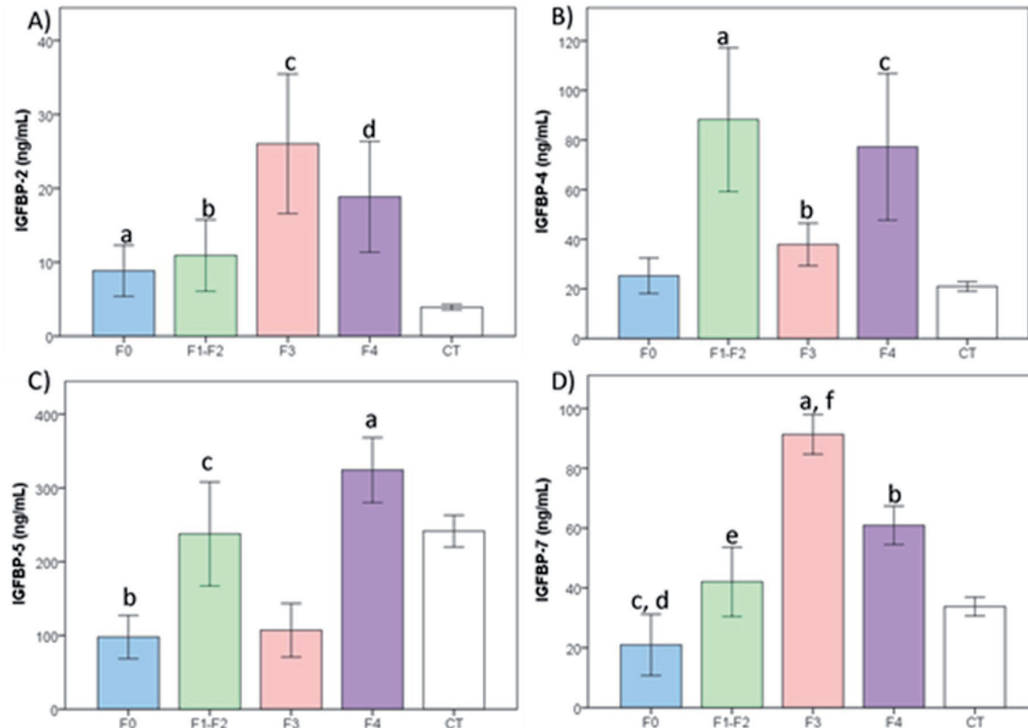 A)
IGFBP-2 (ng/mL)
40
30
20
10
0
a
b
c
d
F0
F1-F2
F3
F4
CT
B)
IGFBP-4 (ng/mL)
120
100
80
60
40
20
0
a
b
c
F0
F1-F2
F3
F4
CT
C)
IGFBP-5 (ng/mL)
400
300
200
100
0
b
c
a
F0
F1-F2
F3
F4
CT
D)
IGFBP-7 (ng/mL)
100
80
60
40
20
0
c, d
e
a, f
b
F0
F1-F2
F3
F4
CT